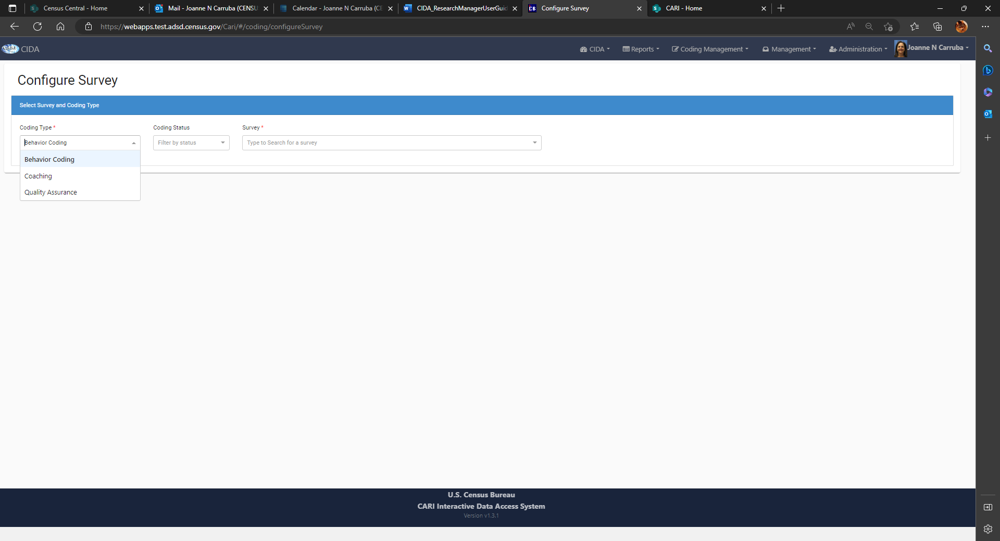 Census Central - Home
Mail - Joanne N Carruba (CENSU
Calendar - Joanne N Carruba (CE
CIDA_ResearchManagerUserGuid
Configure Survey
CARI - Home
https://webapps.test.adsd.census.gov/Cari/#/coding/configureSurvey
CIDA
CIDA
Reports
Coding Management
Management
Administration
Joanne N Carruba
Configure Survey
Select Survey and Coding Type
Coding Type *
Coding Status
Survey *
Behavior Coding
Filter by status
Type to Search for a survey
Behavior Coding
Coaching
Quality Assurance
U.S. Census Bureau
CARI Interactive Data Access System
Version v1.3.1